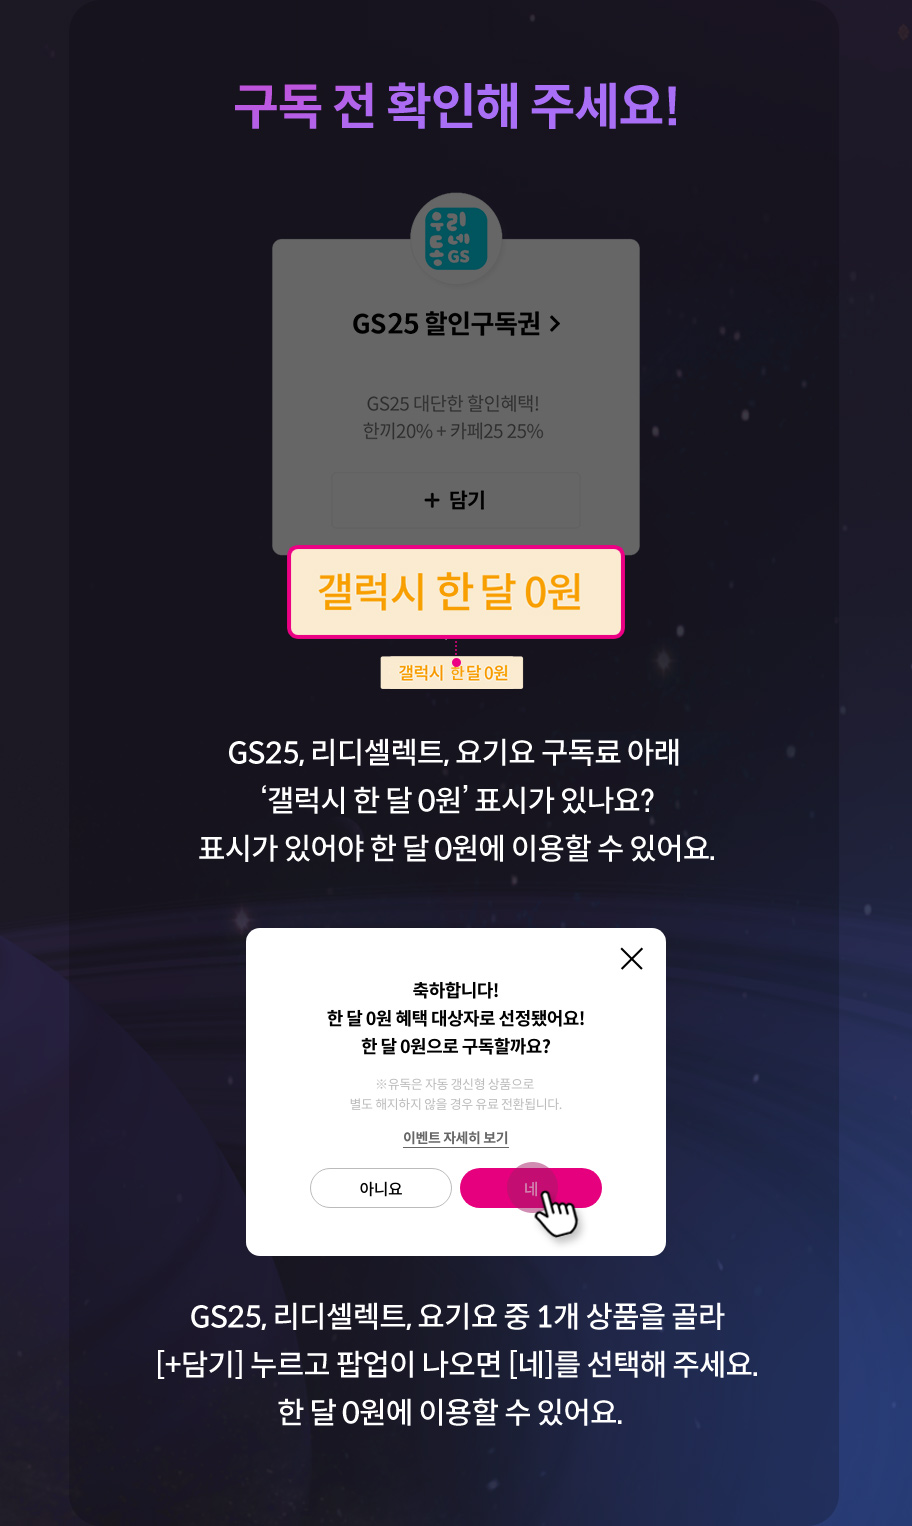 구독 전 확인해 주세요!
우리
동네
GS
GS25 할인구독권 >
GS25 대단한 할인혜택!
한끼20% + 카페25 25%
+ 담기
갤럭시 한 달 0원
갤럭시 한달 0원
GS25, 리디셀렉트, 요기요 구독료 아래
‘갤럭시 한 달 0원’ 표시가 있나요?
표시가 있어야 한 달 0원에 이용할 수 있어요.
축하합니다!
한 달 0원 혜택 대상자로 선정됐어요!
한 달 0원으로 구독할까요?
※유독은 자동 갱신형 상품으로
별도 해지하지 않을 경우 유료 전환됩니다.
이벤트 자세히 보기
아니요 네
GS25, 리디셀렉트, 요기요 중 1개 상품을 골라
[+담기] 누르고 팝업이 나오면 [네]를 선택해 주세요.
한 달 0원에 이용할 수 있어요.